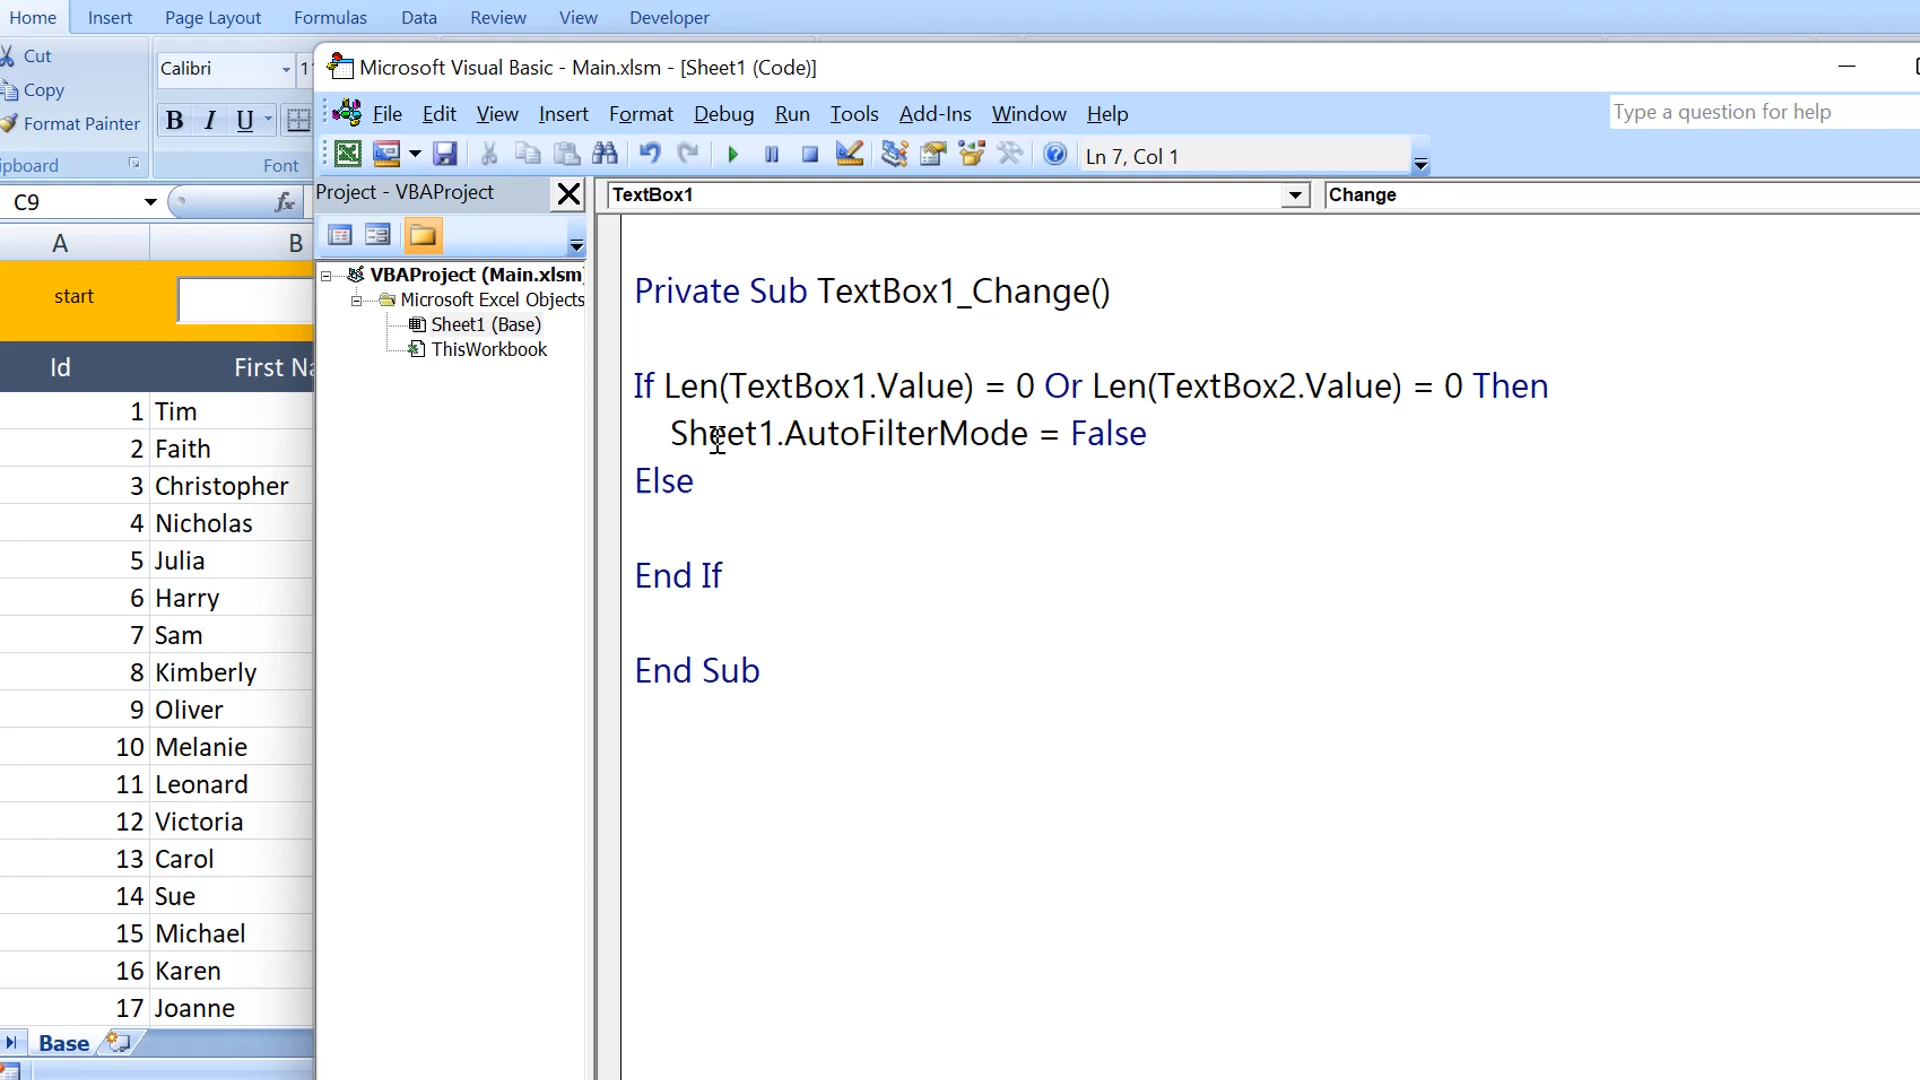 Home Insert Page Layout Formulas Data Review View Developer
Cut
Copy
Format Painter
Calibri
B I U
ipboard
Font
C9
fx
A B
start
Id First Na
1 Tim
2 Faith
3 Christopher
4 Nicholas
5 Julia
6 Harry
7 Sam
8 Kimberly
9 Oliver
10 Melanie
11 Leonard
12 Victoria
13 Carol
14 Sue
15 Michael
16 Karen
17 Joanne
Base
Microsoft Visual Basic - Main.xlsm - [Sheet1 (Code)]
File Edit View Insert Format Debug Run Tools Add-Ins Window Help
Type a question for help
Ln 7, Col 1
Project - VBAProject
VBAProject (Main.xlsm)
Microsoft Excel Objects
Sheet1 (Base)
ThisWorkbook
TextBox1
Change
Private Sub TextBox1_Change()
If Len(TextBox1.Value) = 0 Or Len(TextBox2.Value) = 0 Then
Sheet1.AutoFilterMode = False
Else
End If
End Sub